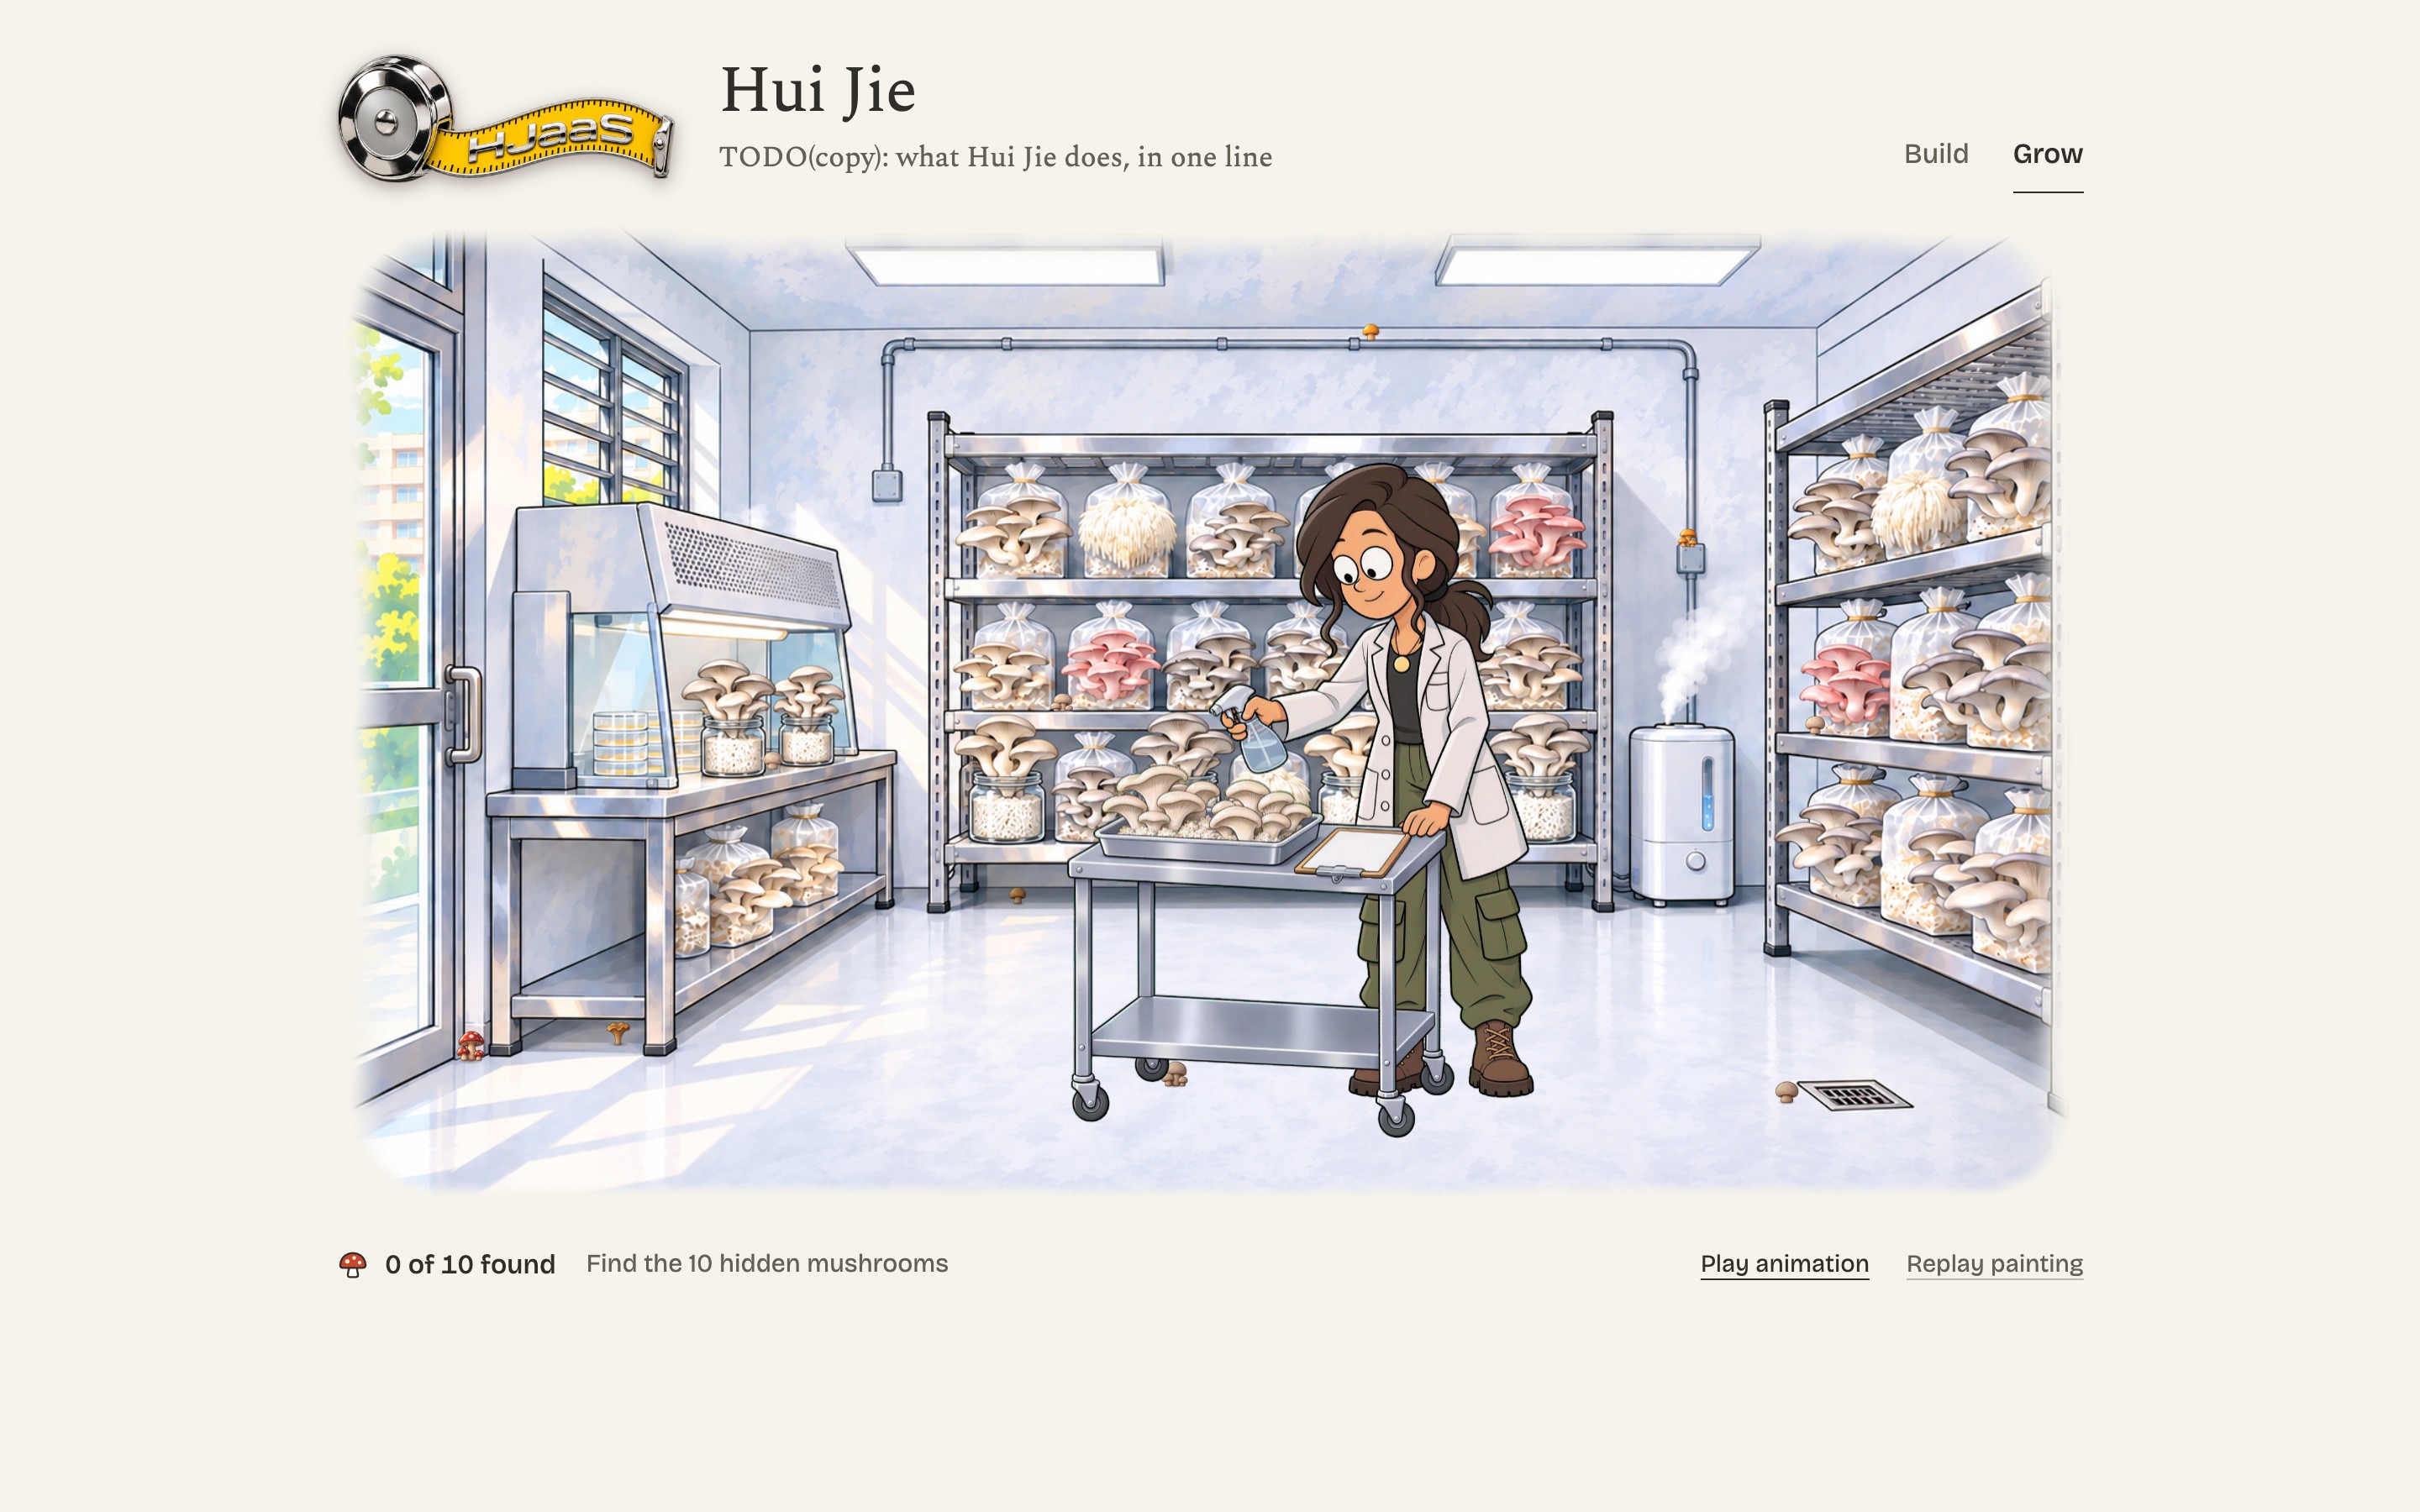 HJaaS
Hui Jie
TODO(copy): what Hui Jie does, in one line
Build
Grow
0 of 10 found
Find the 10 hidden mushrooms
Play animation
Replay painting